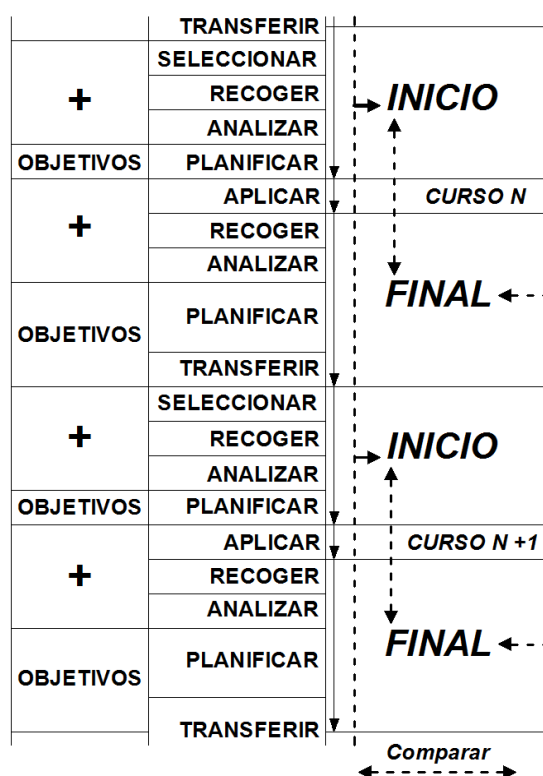 TRANSFERIR
SELECCIONAR
+ RECOGER INICIO
ANALIZAR
OBJETIVOS PLANIFICAR
APLICAR CURSO N
+ RECOGER
ANALIZAR
FINAL
PLANIFICAR
OBJETIVOS
TRANSFERIR
SELECCIONAR
+ RECOGER INICIO
ANALIZAR
OBJETIVOS PLANIFICAR
APLICAR CURSO N +1
+ RECOGER
ANALIZAR
FINAL
PLANIFICAR
OBJETIVOS
TRANSFERIR
Comparar